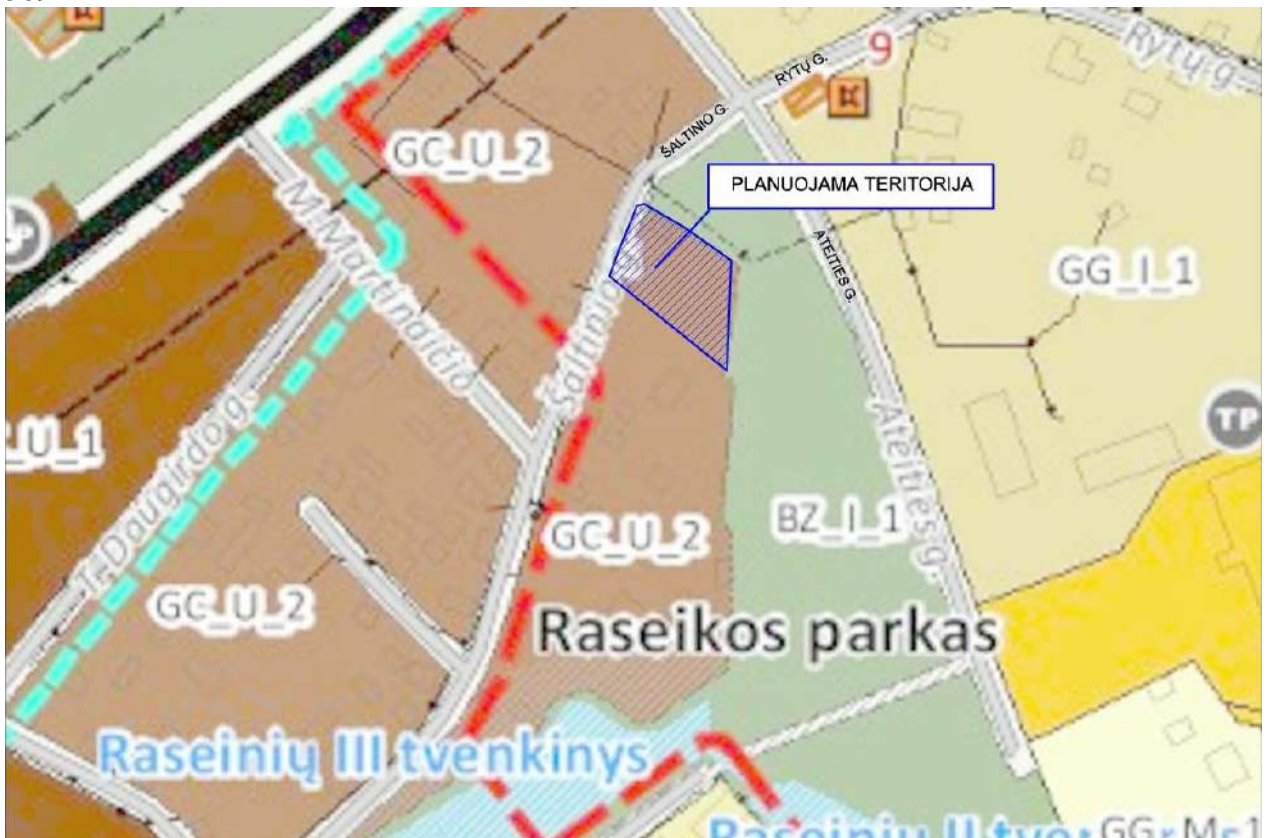 9
Rytų g.
RYTŲ G.
ŠALTINIO G.
GC_U_2
PLANUOJAMA TERITORIJA
M.Martinaičio
ATEITIES G.
GG_I_1
Šaltinio
TP
T.Daugirdo g.
U_1
Ateities g.
BZ_I_1
GC_U_2
GC_U_2
Raseikos parkas
Raseinių III tvenkinys